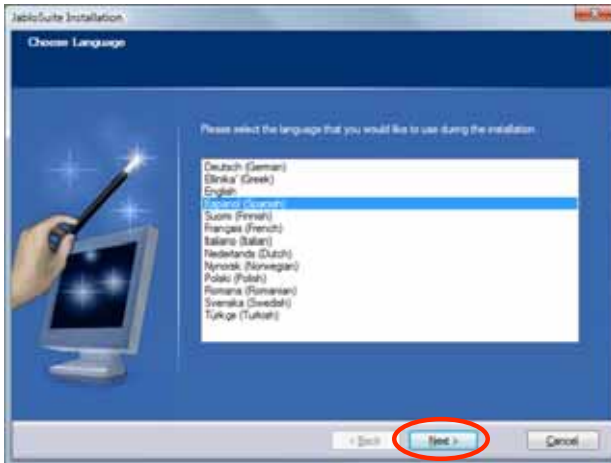 JabloSuite Installation
Choose Language
Please select the language that you would like to use during the installation.
Deutsch (German)
Ellinika' (Greek)
English
Español (Spanish)
Suomi (Finnish)
Français (French)
Italiano (Italian)
Nederlands (Dutch)
Nynorsk (Norwegian)
Polski (Polish)
Romana (Romanian)
Svenska (Swedish)
Türkçe (Turkish)
< Back
Next >
Cancel